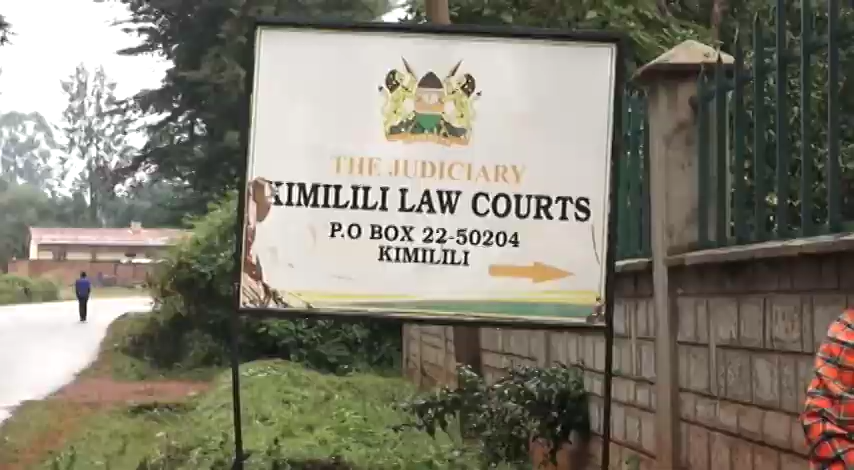 THE JUDICIARY
KIMILILI LAW COURTS
P.O BOX 22-50204
KIMILILI